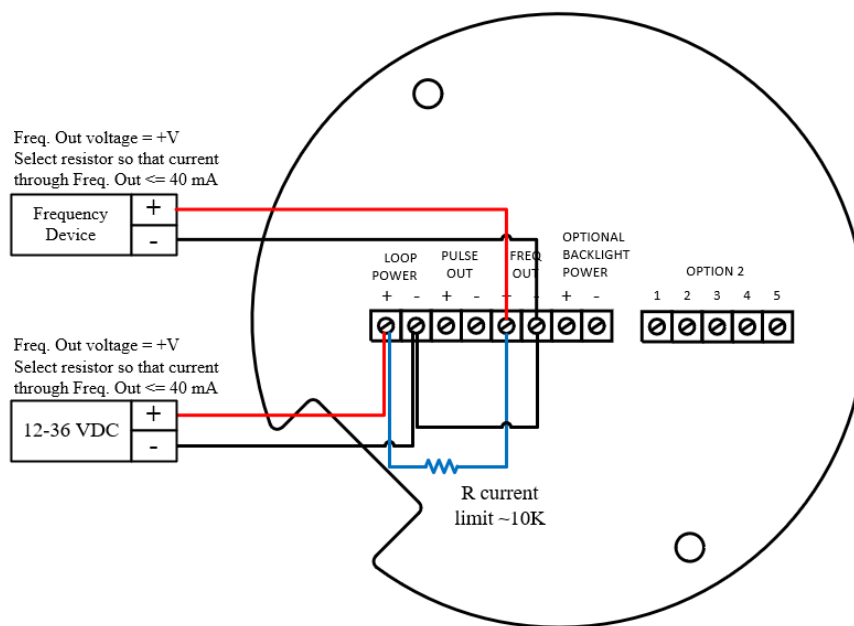 Freq. Out voltage = +V
Select resistor so that current
through Freq. Out <= 40 mA
Frequency
Device
+
-
LOOP
POWER
+ -
PULSE
OUT
+ -
FREQ
OUT
+ -
OPTIONAL
BACKLIGHT
POWER
+ -
OPTION 2
1 2 3 4 5
Freq. Out voltage = +V
Select resistor so that current
through Freq. Out <= 40 mA
12-36 VDC
+
-
R current
limit ~10K